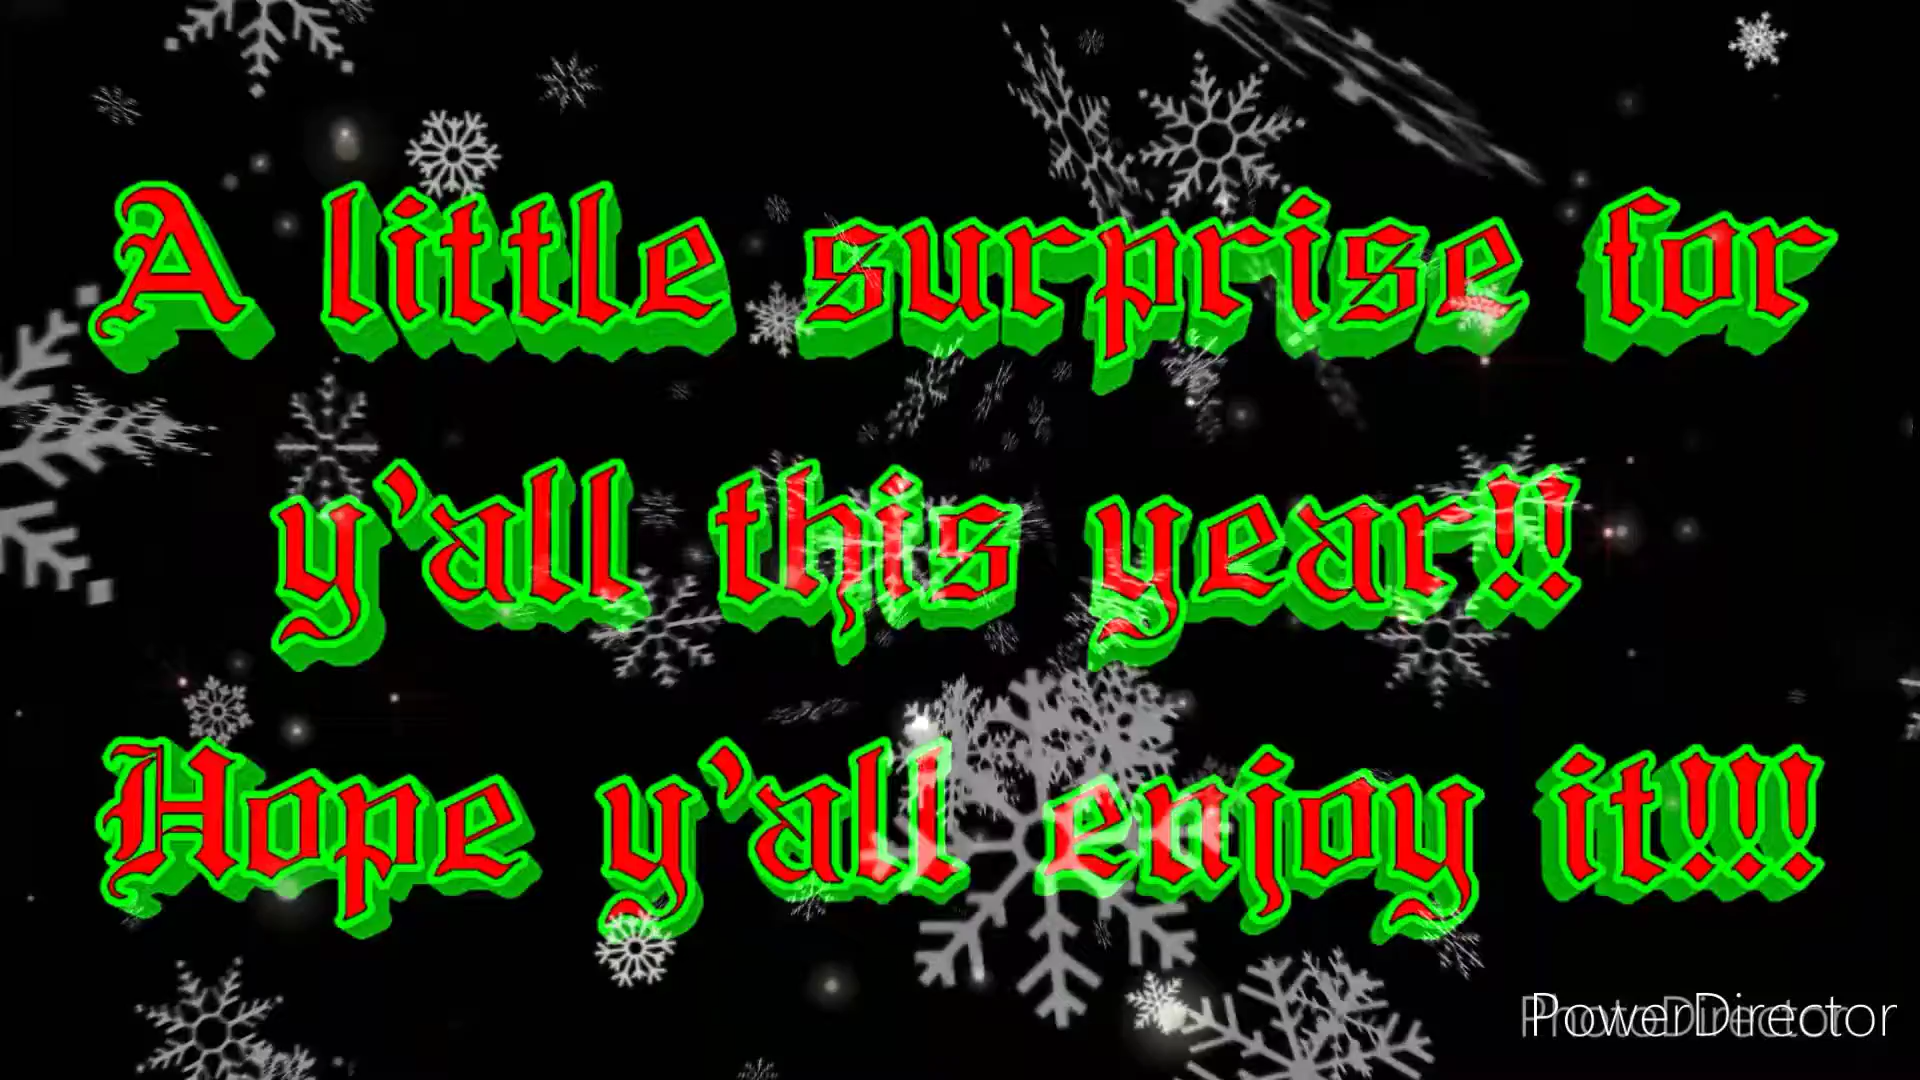 A little surprise for
y'all this year!!
Hope y'all enjoy it!!!
PowerDirector